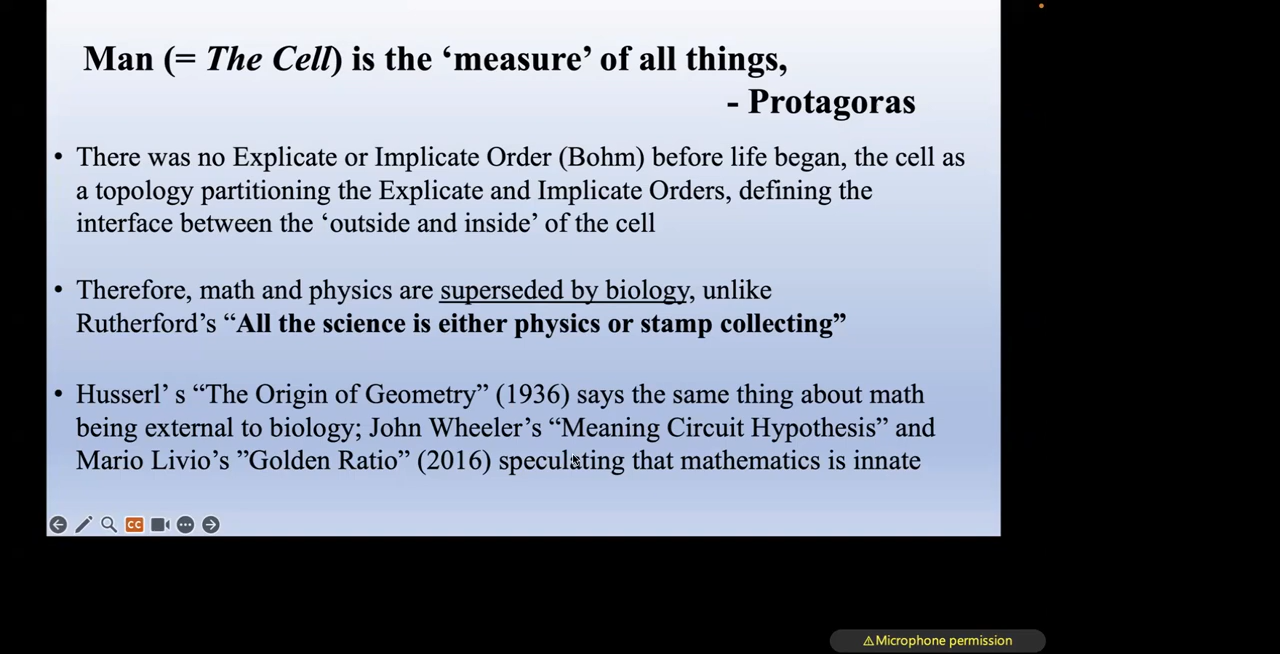 Man (= The Cell) is the ‘measure’ of all things,
- Protagoras
• There was no Explicate or Implicate Order (Bohm) before life began, the cell as
a topology partitioning the Explicate and Implicate Orders, defining the
interface between the ‘outside and inside’ of the cell
• Therefore, math and physics are superseded by biology, unlike
Rutherford’s “All the science is either physics or stamp collecting”
• Husserl’ s “The Origin of Geometry” (1936) says the same thing about math
being external to biology; John Wheeler’s “Meaning Circuit Hypothesis” and
Mario Livio’s ”Golden Ratio” (2016) speculating that mathematics is innate
CC
⚠Microphone permission